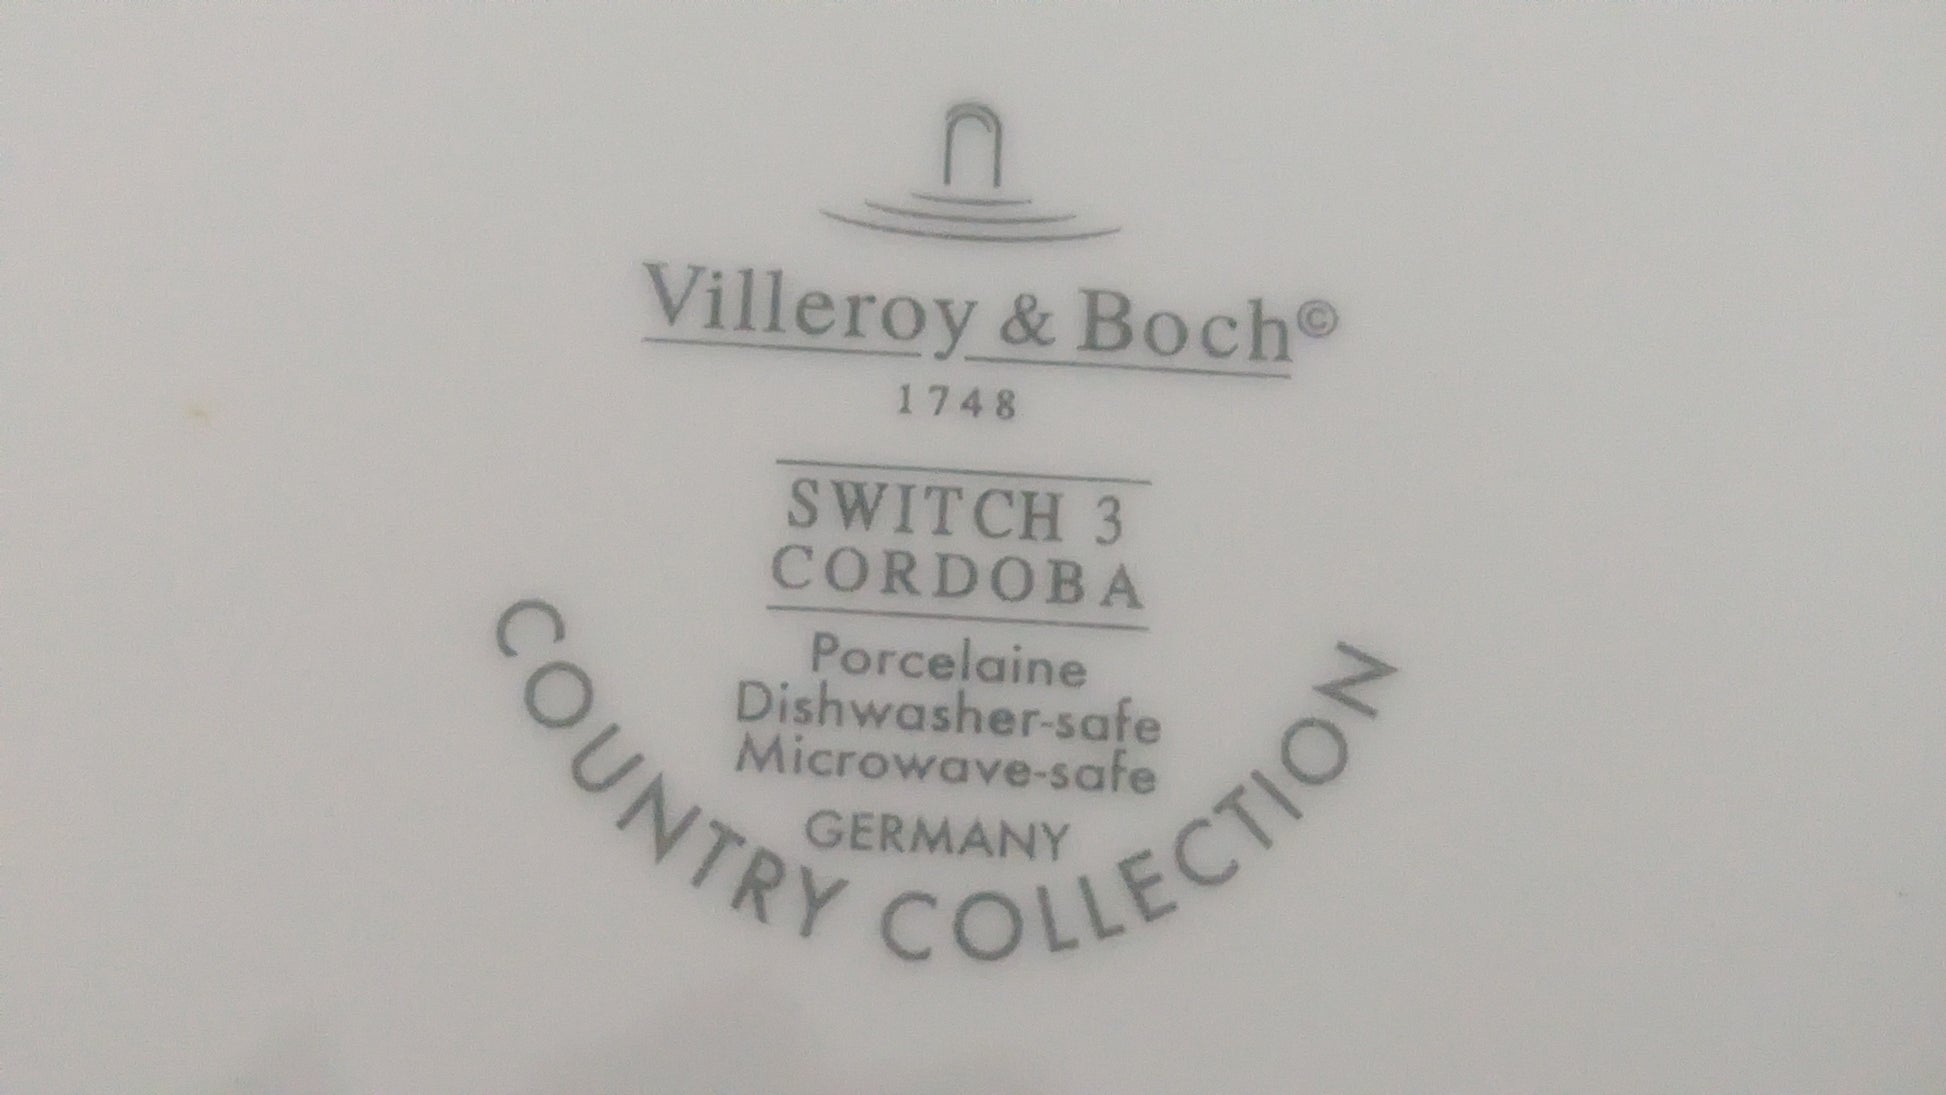 Villeroy & Boch©
1748
SWITCH 3
CORDOBA
Porcelaine
Dishwasher-safe
Microwave-safe
GERMANY
COUNTRY COLLECTION